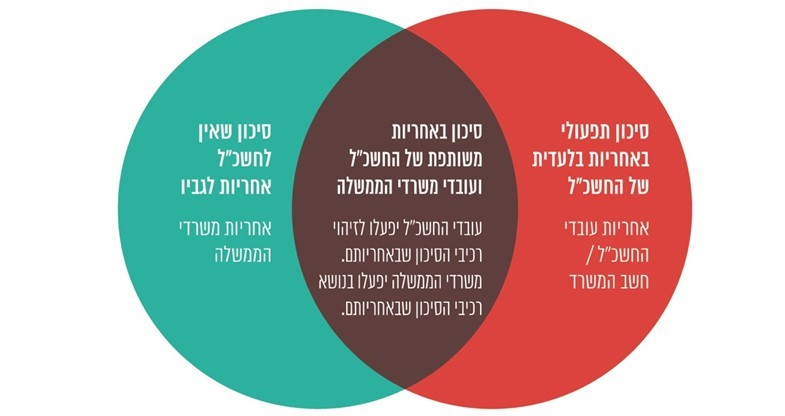 סיכון תפעולי
באחריות בלעדית
של החשכ"ל
אחריות עובדי
החשכ"ל /
חשב המשרד
סיכון באחריות
משותפת של החשכ"ל
ועובדי משרדי הממשלה
עובדי החשכ"ל יפעלו לזיהוי
רכיבי הסיכון שבאחריותם.
משרדי הממשלה יפעלו בנושא
רכיבי הסיכון שבאחריותם.
סיכון שאין
לחשכ"ל
אחריות לגביו
אחריות משרדי
הממשלה